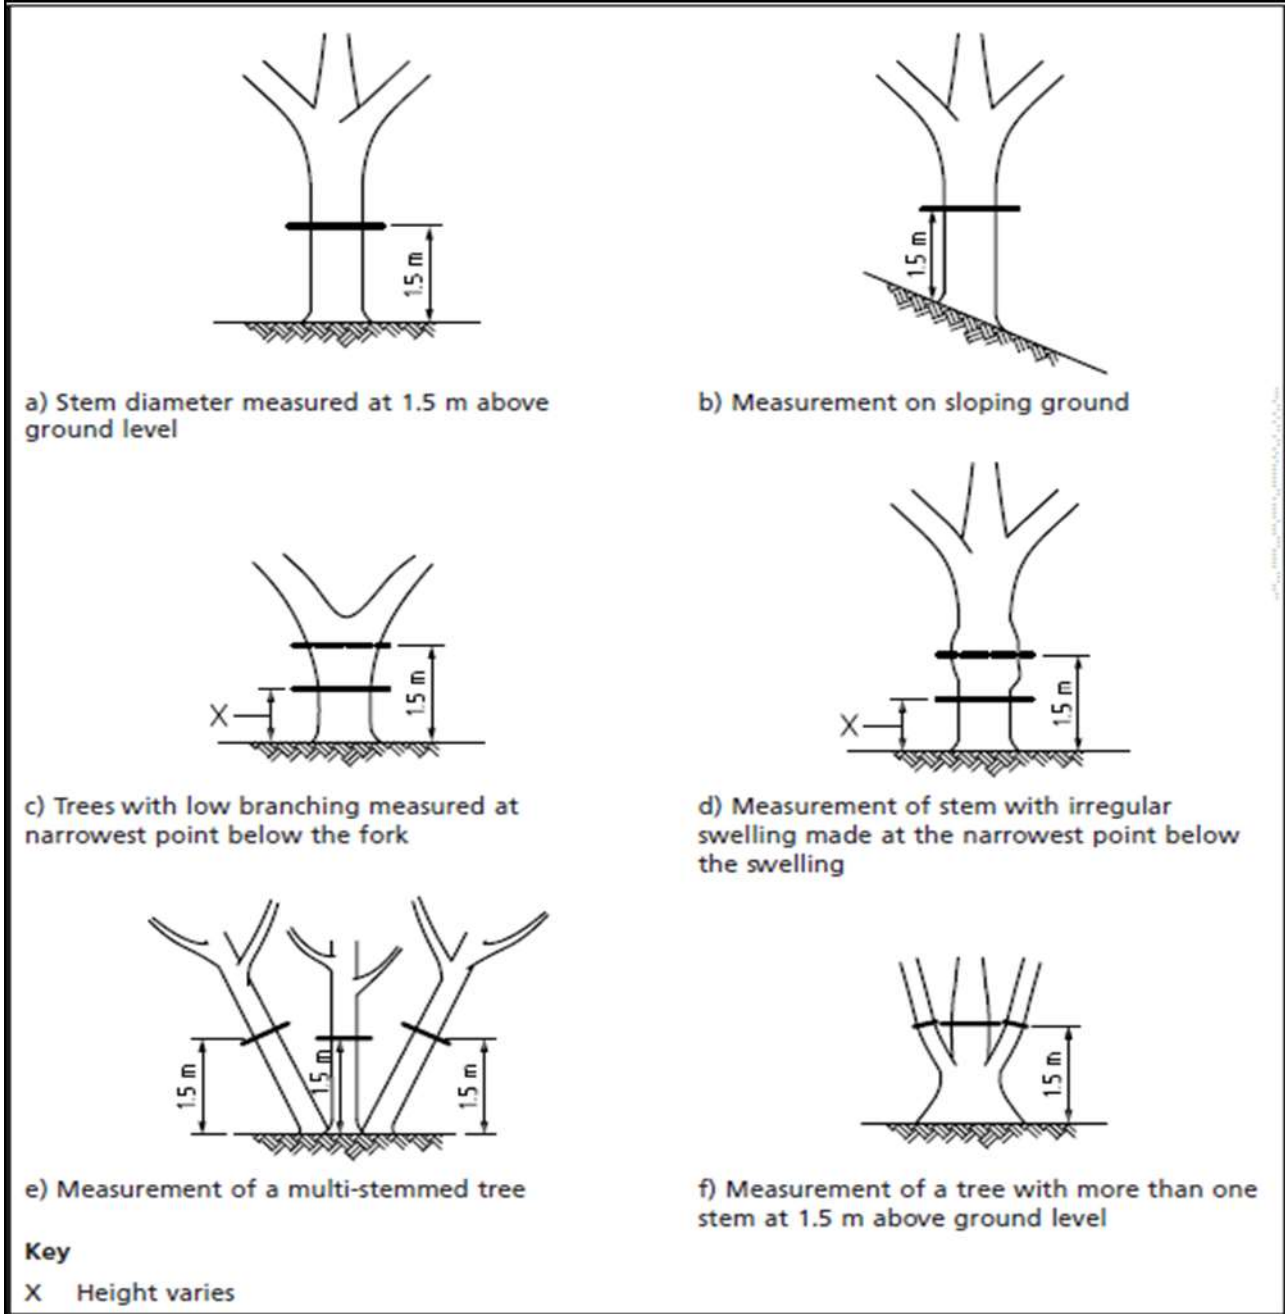 1.5 m
1.5 m
a) Stem diameter measured at 1.5 m above
ground level
b) Measurement on sloping ground
X
1.5 m
X
1.5 m
c) Trees with low branching measured at
narrowest point below the fork
d) Measurement of stem with irregular
swelling made at the narrowest point below
the swelling
1.5 m
1.5 m
1.5 m
1.5 m
e) Measurement of a multi-stemmed tree
f) Measurement of a tree with more than one
stem at 1.5 m above ground level
Key
X Height varies